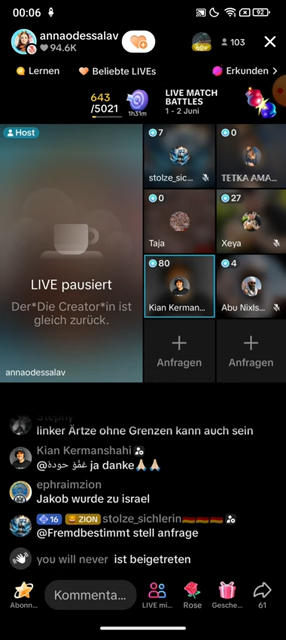 00:06
92
annaodessalav
94.6K
103
Lernen
Beliebte LIVEs
Erkunden
643
/5021
1h31m
LIVE MATCH
BATTLES
1 - 2 Juni
Host
LIVE pausiert
Der*Die Creator*in ist
gleich zurück.
annaodessalav
7
stolze_sic...
0
TETKA AMA...
0
Taja
27
Xeya
80
Kian Kerman...
4
Abu Nixls...
Anfragen
Anfragen
linker Ärtze ohne Grenzen kann auch sein
Kian Kermanshahi
ja danke🙏🏻🙏🏻
ephraimzion
Jakob wurde zu israel
16 ZION stolze_sichlerin🇩🇪🇩🇪🇩🇪
@Fremdbestimmt stell anfrage
you will never ist beigetreten
Abonn...
Kommenta...
LIVE mi...
Rose
Gesche...
61